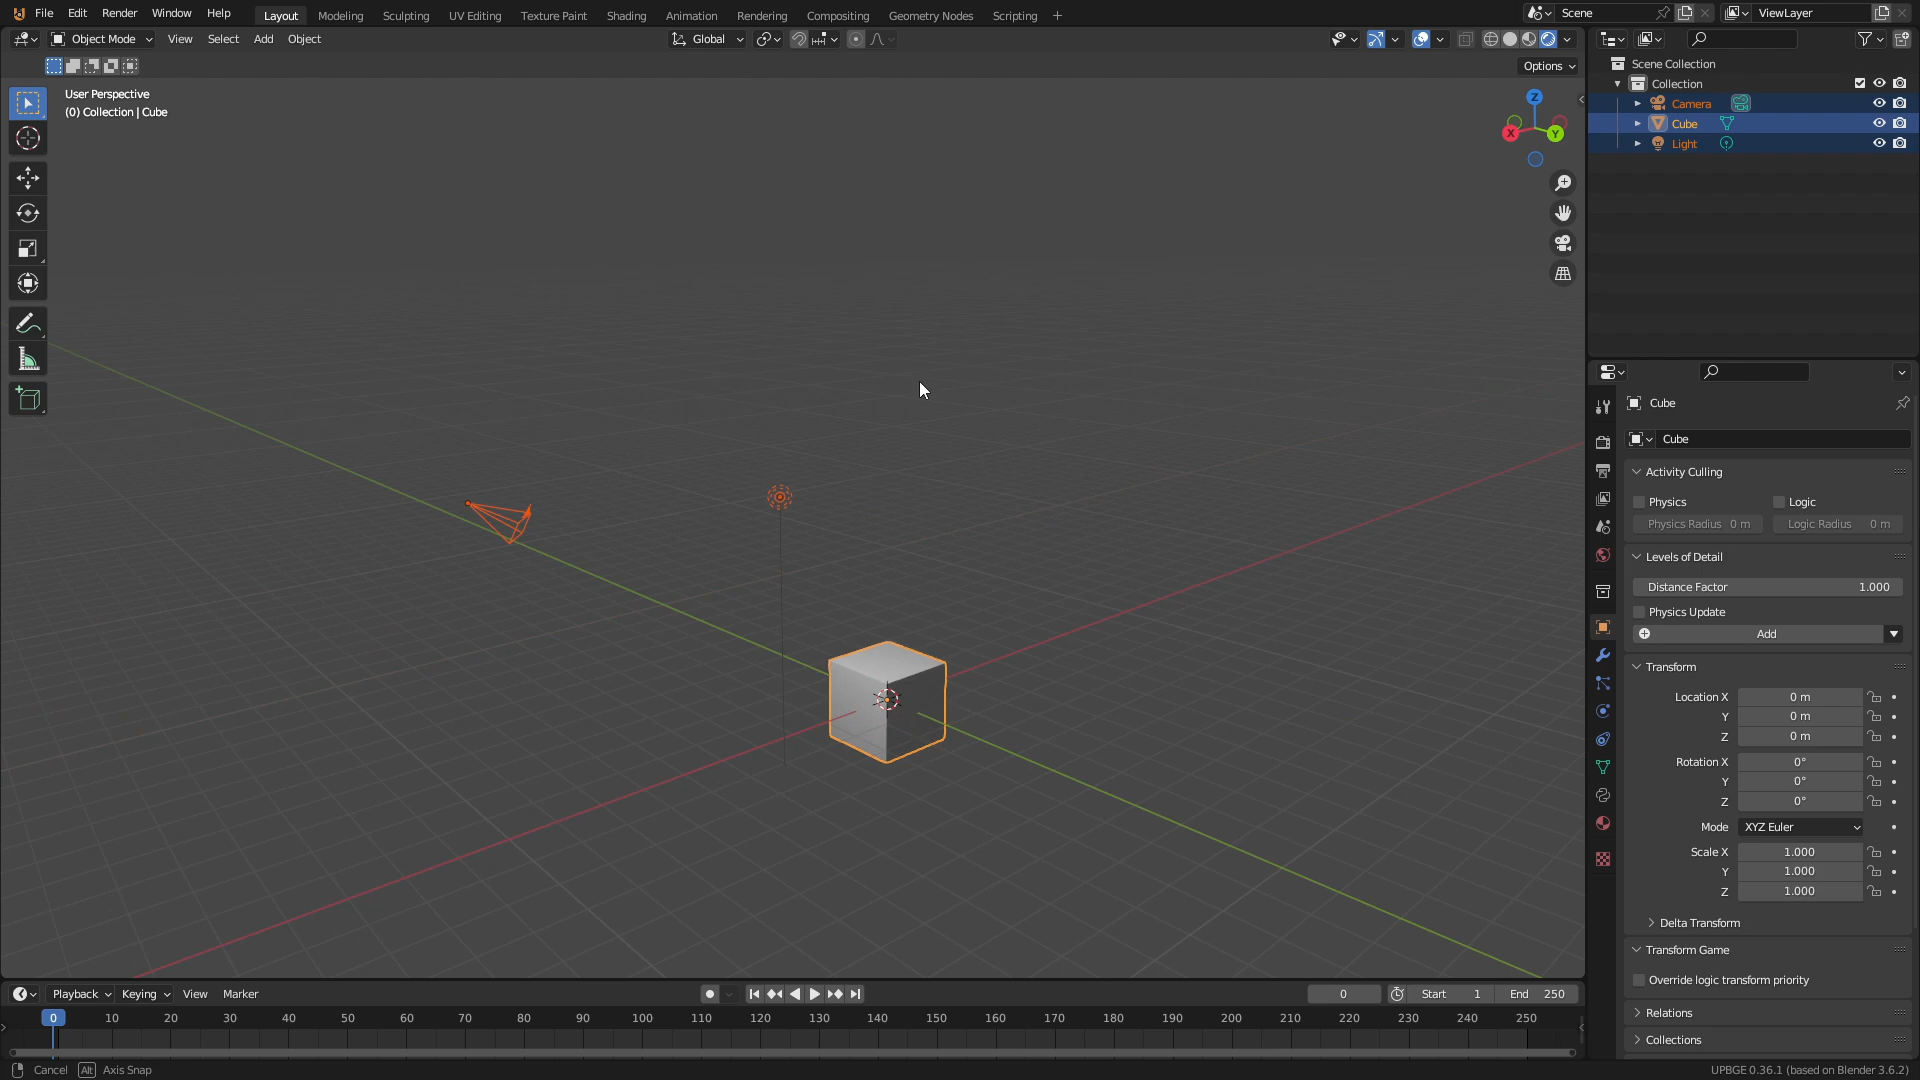 File Edit Render Window Help Layout Modeling Sculpting UV Editing Texture Paint Shading Animation Rendering Compositing Geometry Nodes Scripting + Scene ViewLayer
Object Mode View Select Add Object Global
Options
User Perspective
(0) Collection | Cube
Z
X
Y
Scene Collection
Collection
Camera
Cube
Light
Cube
Cube
Activity Culling
Physics Logic
Physics Radius 0 m Logic Radius 0 m
Levels of Detail
Distance Factor 1.000
Physics Update
Add
Transform
Location X 0 m
Y 0 m
Z 0 m
Rotation X 0°
Y 0°
Z 0°
Mode XYZ Euler
Scale X 1.000
Y 1.000
Z 1.000
Delta Transform
Transform Game
Override logic transform priority
Relations
Collections
Playback Keying View Marker 0 Start 1 End 250
0 10 20 30 40 50 60 70 80 90 100 110 120 130 140 150 160 170 180 190 200 210 220 230 240 250
Cancel Alt Axis Snap
UPBGE 0.36.1 (based on Blender 3.6.2)